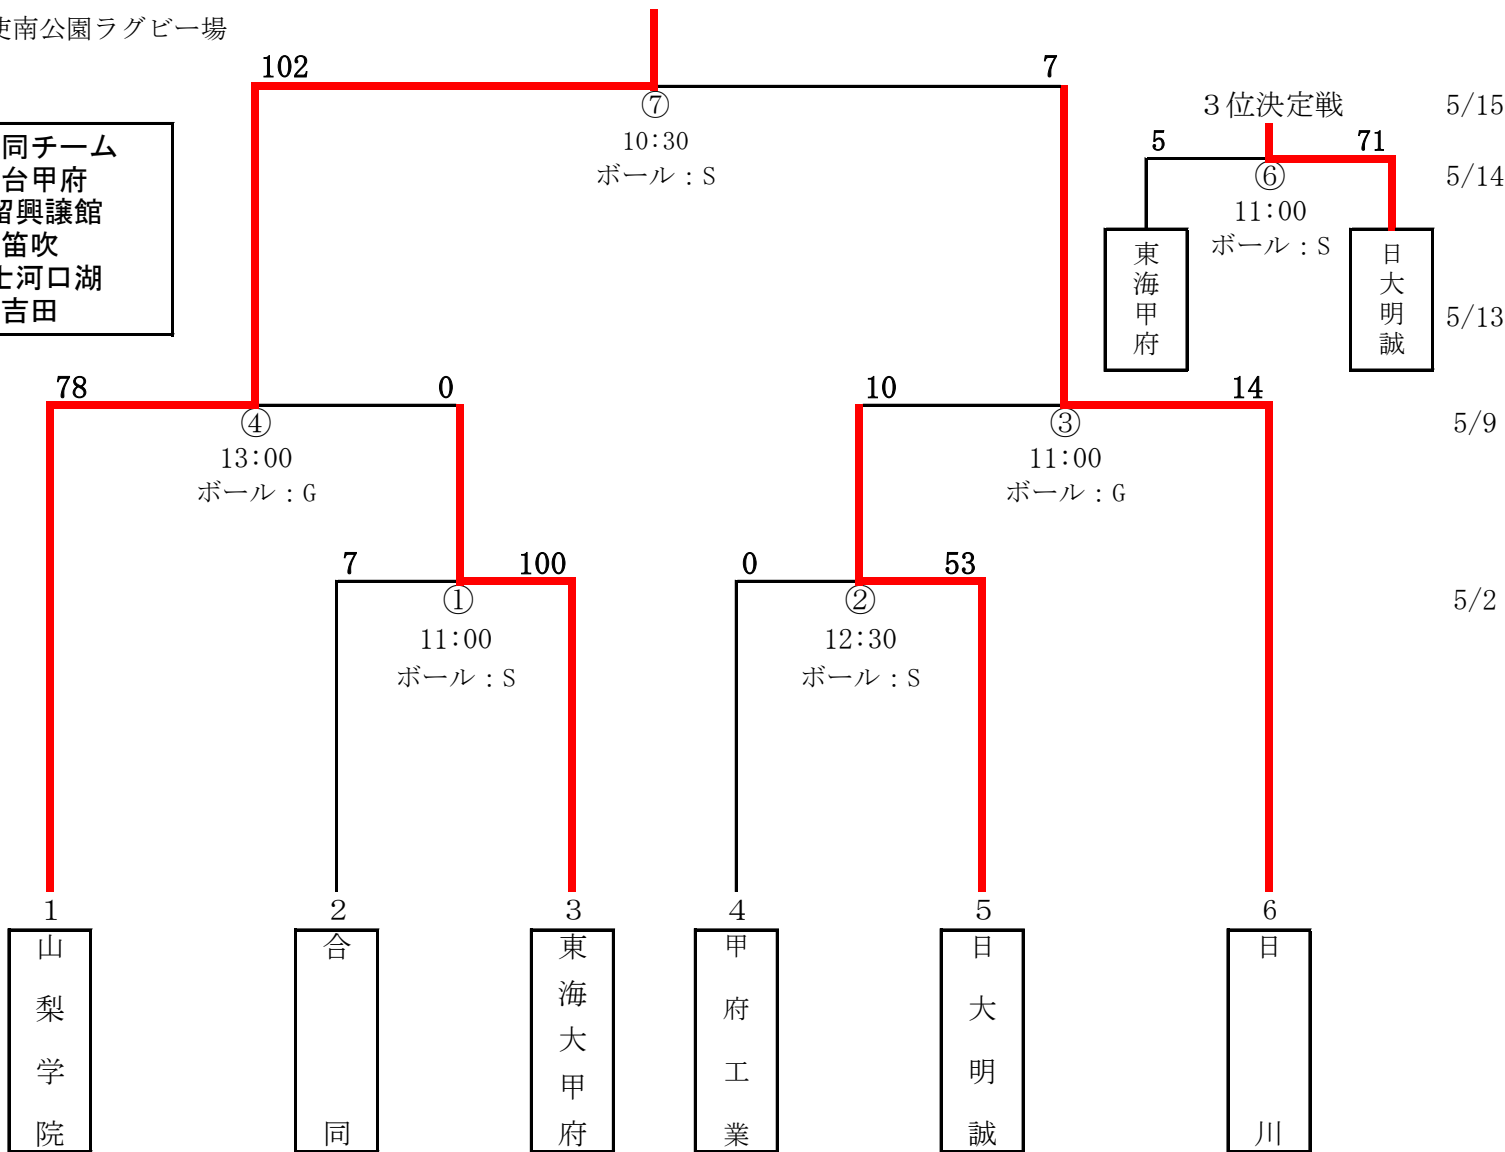 使南公園ラグビー場
102
7
⑦
10:30
ボール：S
３位決定戦
5/15
5
71
⑥
11:00
ボール：S
5/14
東海甲府
日大明誠
5/13
同チーム
台甲府
留興譲館
笛吹
士河口湖
吉田
78
0
④
13:00
ボール：G
10
14
③
11:00
ボール：G
5/9
7
100
①
11:00
ボール：S
0
53
②
12:30
ボール：S
5/2
1
2
3
4
5
6
山梨学院
合同
東海大甲府
甲府工業
日大明誠
日川